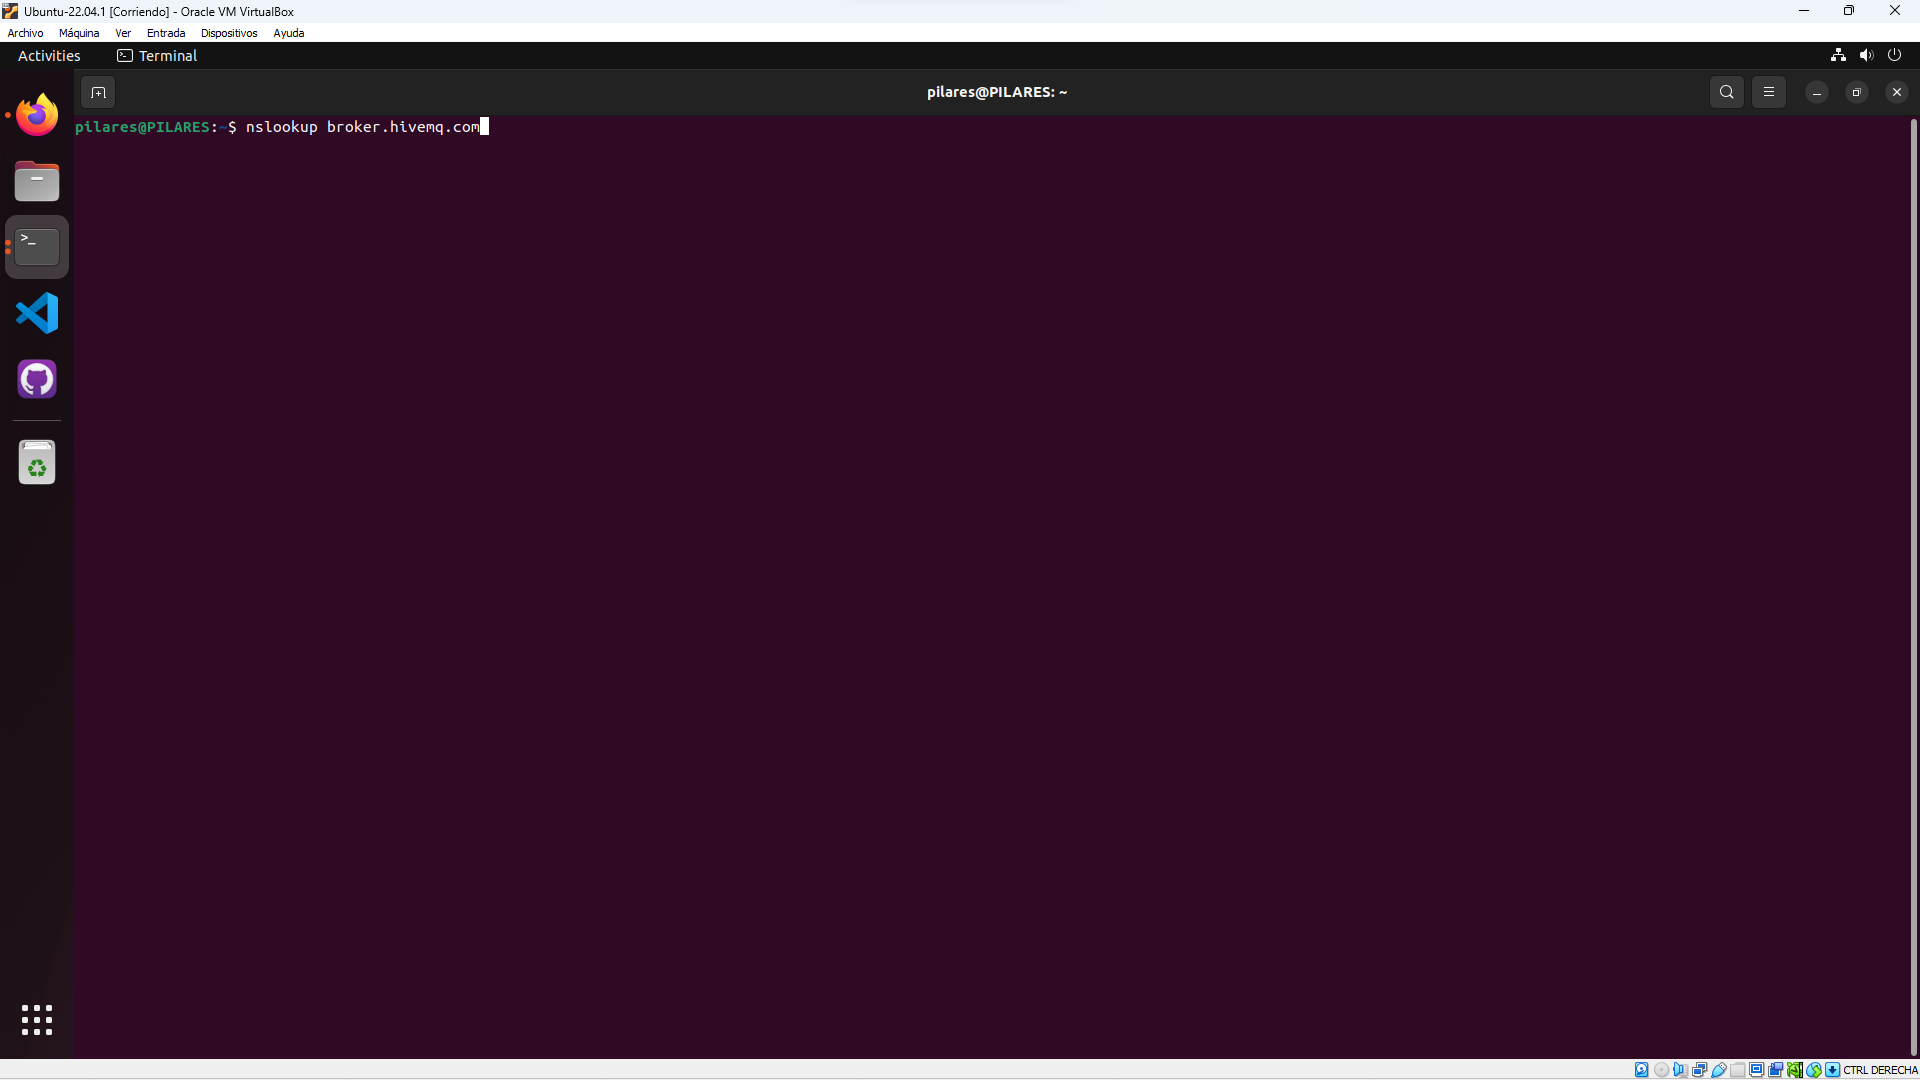 Ubuntu-22.04.1 [Corriendo] - Oracle VM VirtualBox
Archivo Máquina Ver Entrada Dispositivos Ayuda
Activities Terminal
pilares@PILARES: ~
pilares@PILARES:~$ nslookup broker.hivemq.com
>_
CTRL DERECHA